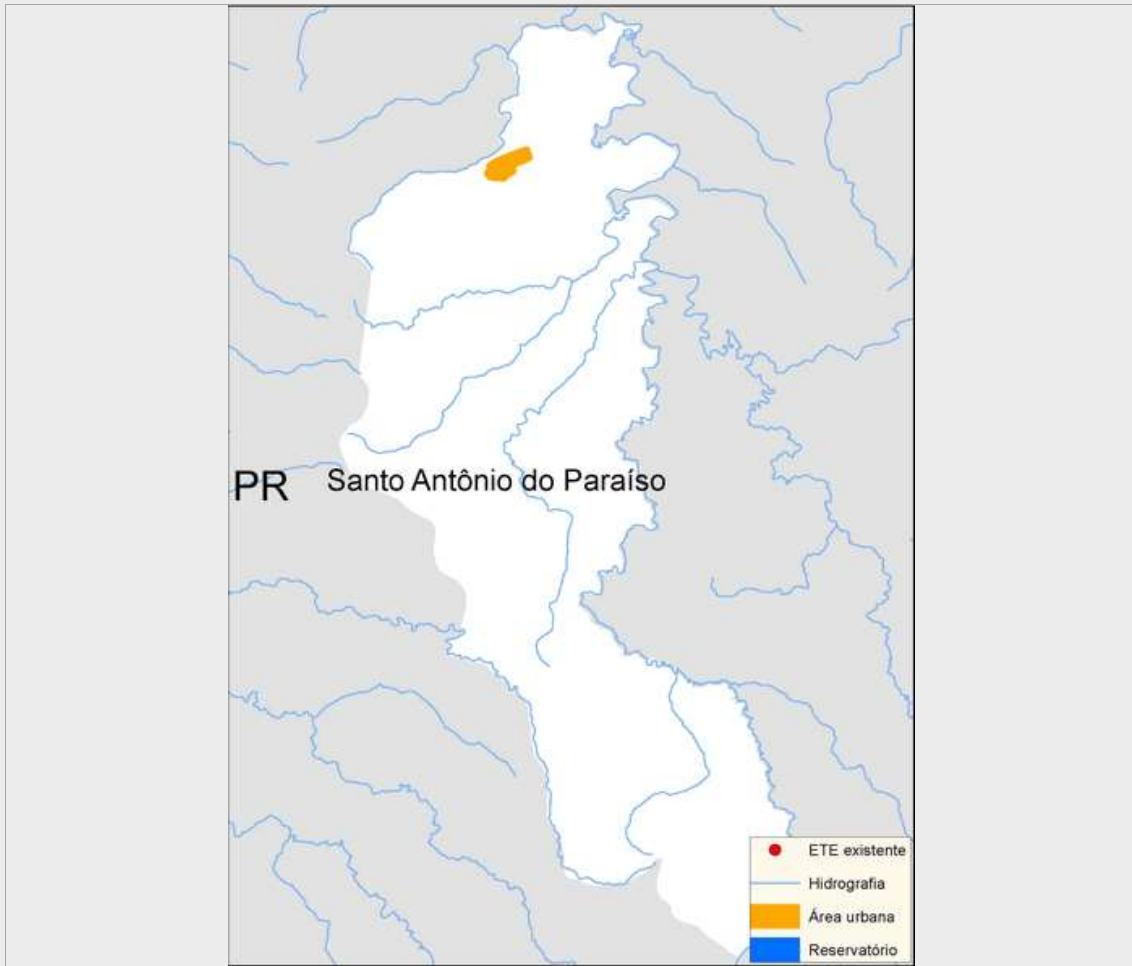 PR
Santo Antônio do Paraíso
ETE existente
Hidrografia
Área urbana
Reservatório